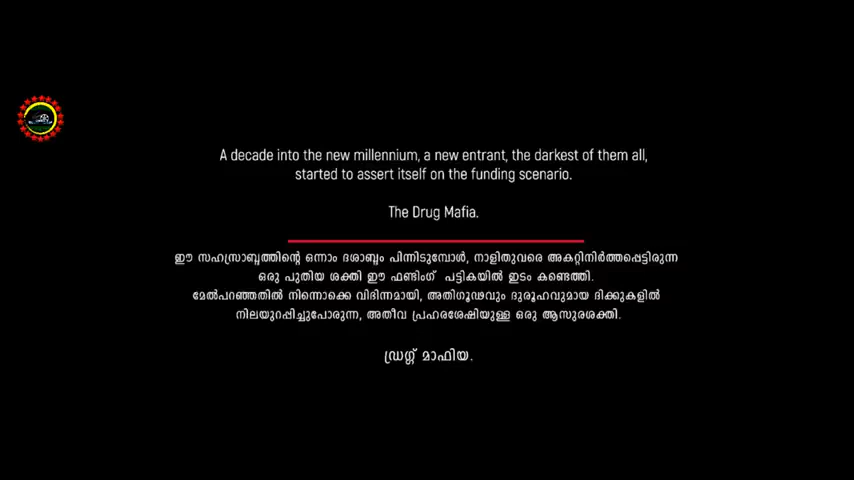 A decade into the new millennium, a new entrant, the darkest of them all,
started to assert itself on the funding scenario.
The Drug Mafia.
ഈ സഹസ്രാബ്ദത്തിന്റെ ഒന്നാം ദശാബ്ദം പിന്നിടുമ്പോൾ, നാളിതുവരെ അകറ്റിനിർത്തപ്പെട്ടിരുന്ന
ഒരു പുതിയ ശക്തി ഈ ഫണ്ടിംഗ് പട്ടികയിൽ ഇടം കണ്ടെത്തി.
മേൽപറഞ്ഞതിൽ നിന്നൊക്കെ വിഭിന്നമായി, അതിഗൂഢവും ദുരൂഹവുമായ ദിക്കുകളിൽ
നിലയുറപ്പിച്ചുപോരുന്ന, അതീവ പ്രഹരശേഷിയുള്ള ഒരു ആസുരശക്തി.
ഡ്രഗ്ഗ് മാഫിയ.